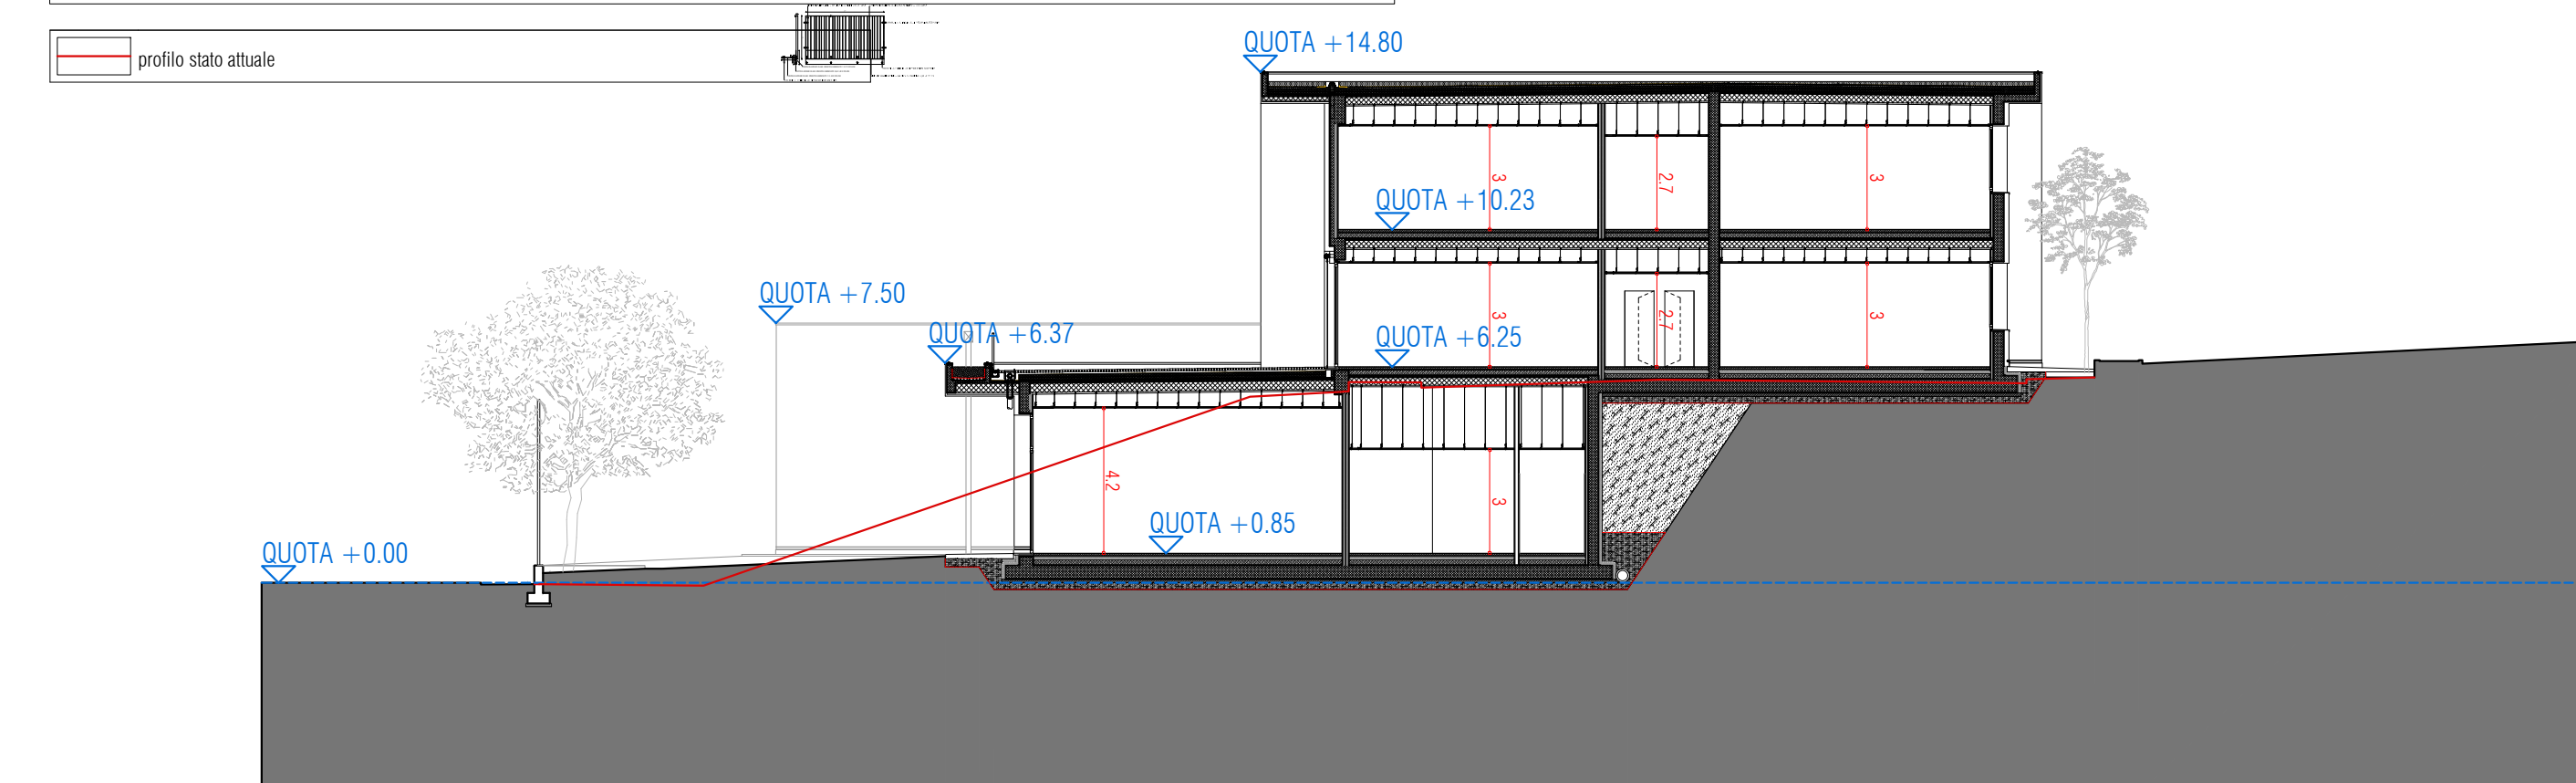 profilo stato attuale
QUOTA +14.80
3
2.7
3
QUOTA +10.23
QUOTA +7.50
QUOTA +6.37
3
2.7
3
QUOTA +6.25
4.2
3
QUOTA +0.85
QUOTA +0.00